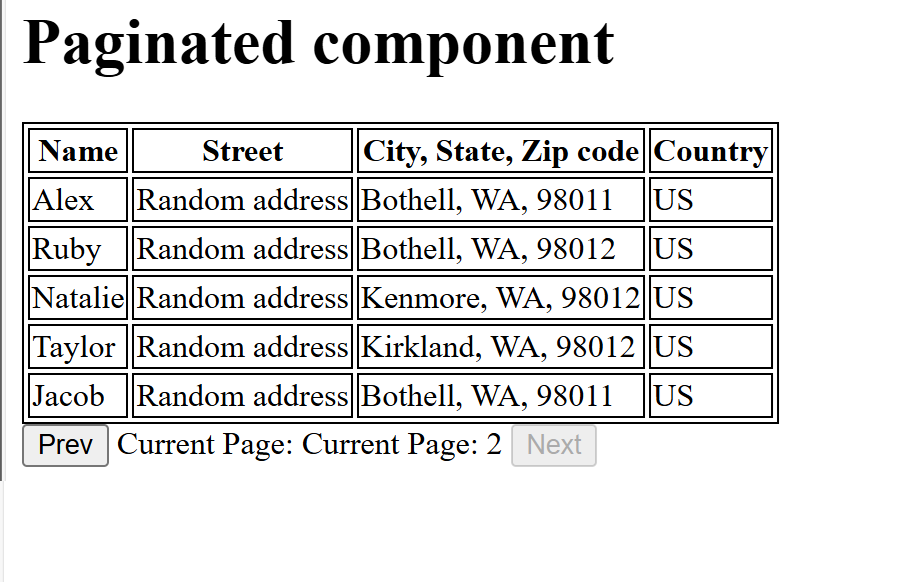 Paginated component
Name Street City, State, Zip code Country
Alex Random address Bothell, WA, 98011 US
Ruby Random address Bothell, WA, 98012 US
Natalie Random address Kenmore, WA, 98012 US
Taylor Random address Kirkland, WA, 98012 US
Jacob Random address Bothell, WA, 98011 US
Prev Current Page: Current Page: 2 Next